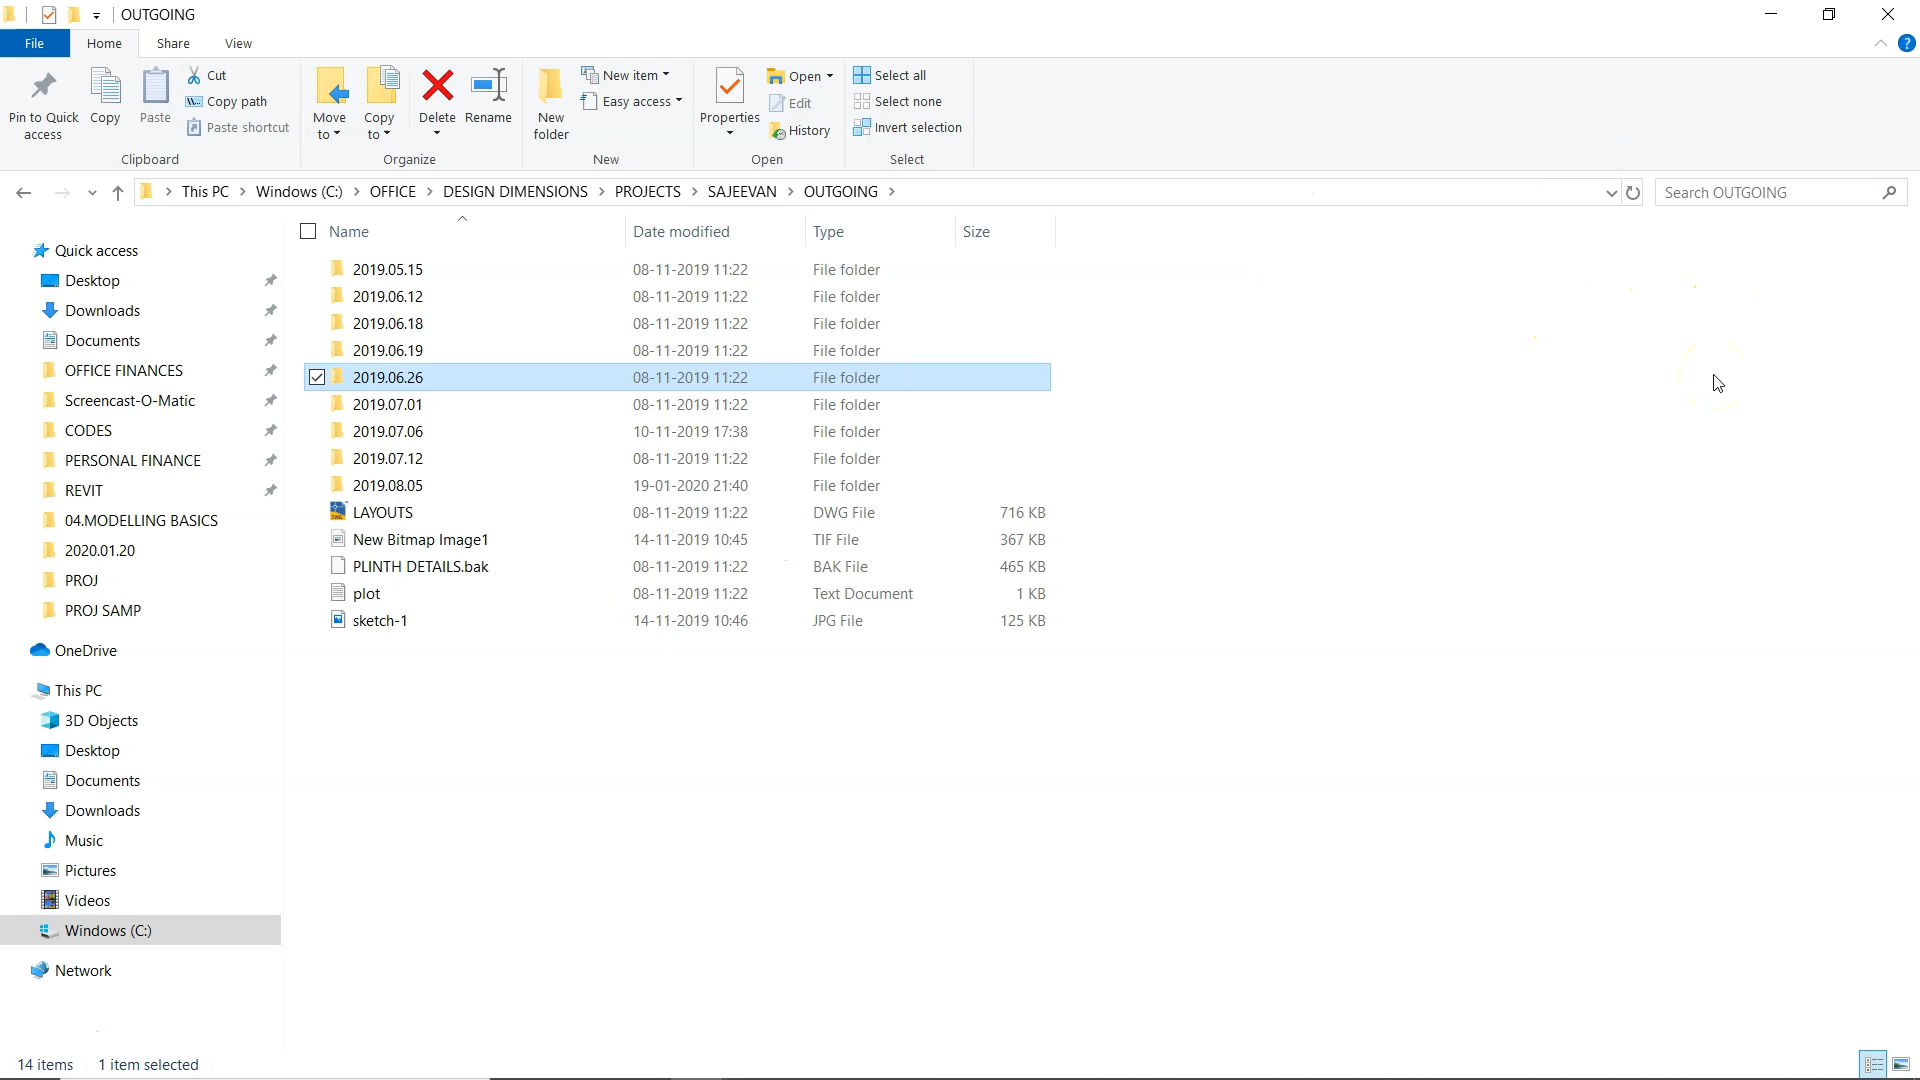 OUTGOING
File Home Share View
Pin to Quick access
Copy
Paste
Cut
Copy path
Paste shortcut
Clipboard
Move to
Copy to
Delete
Rename
Organize
New folder
New item
Easy access
New
Properties
Open
Edit
History
Open
Select all
Select none
Invert selection
Select
This PC > Windows (C:) > OFFICE > DESIGN DIMENSIONS > PROJECTS > SAJEEVAN > OUTGOING >
Search OUTGOING
Quick access
Desktop
Downloads
Documents
OFFICE FINANCES
Screencast-O-Matic
CODES
PERSONAL FINANCE
REVIT
04.MODELLING BASICS
2020.01.20
PROJ
PROJ SAMP
OneDrive
This PC
3D Objects
Desktop
Documents
Downloads
Music
Pictures
Videos
Windows (C:)
Network
Name Date modified Type Size
2019.05.15 08-11-2019 11:22 File folder
2019.06.12 08-11-2019 11:22 File folder
2019.06.18 08-11-2019 11:22 File folder
2019.06.19 08-11-2019 11:22 File folder
2019.06.26 08-11-2019 11:22 File folder
2019.07.01 08-11-2019 11:22 File folder
2019.07.06 10-11-2019 17:38 File folder
2019.07.12 08-11-2019 11:22 File folder
2019.08.05 19-01-2020 21:40 File folder
LAYOUTS 08-11-2019 11:22 DWG File 716 KB
New Bitmap Image1 14-11-2019 10:45 TIF File 367 KB
PLINTH DETAILS.bak 08-11-2019 11:22 BAK File 465 KB
plot 08-11-2019 11:22 Text Document 1 KB
sketch-1 14-11-2019 10:46 JPG File 125 KB
14 items 1 item selected